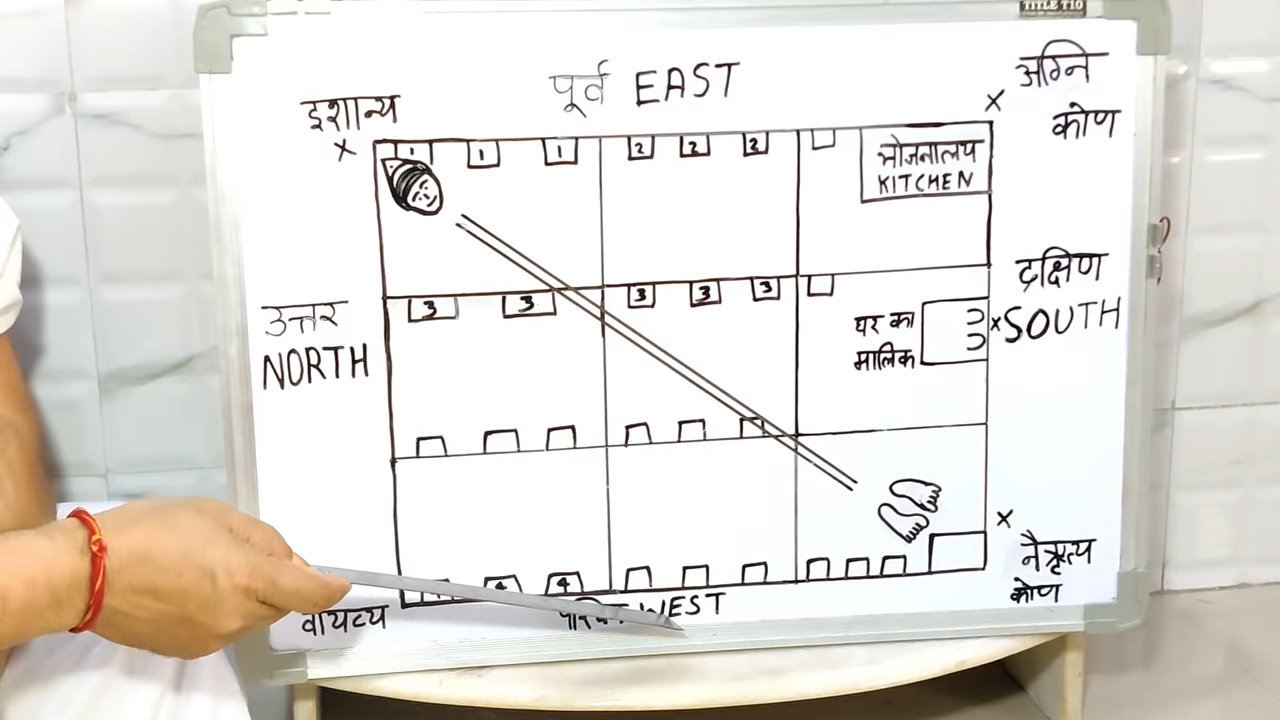 TITLE T10
अग्नि
कोण
पूर्व EAST
इशान्य
x
x
1 1 1 2 2 2
भोजनालय
KITCHEN
उत्तर
NORTH
3 3 3 3 3
दक्षिण
x SOUTH
घर का
मालिक
x
नैऋृत्य
कोण
4 4
WEST
वायव्य